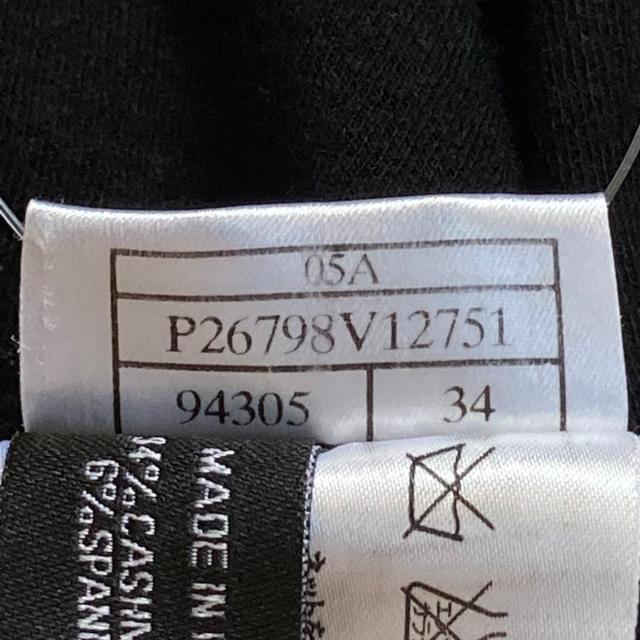 05A
P26798V12751
94305 34
MADE IN
% CASHM
6% SPAN